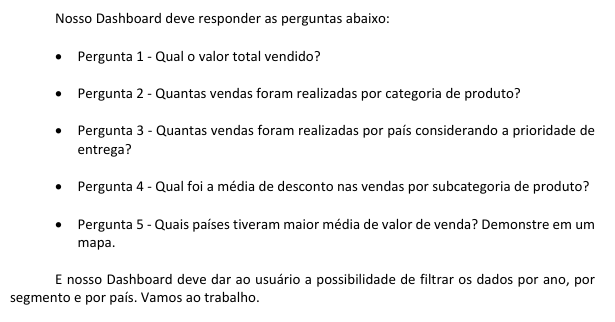 Nosso Dashboard deve responder as perguntas abaixo:
• Pergunta 1 - Qual o valor total vendido?
• Pergunta 2 - Quantas vendas foram realizadas por categoria de produto?
• Pergunta 3 - Quantas vendas foram realizadas por país considerando a prioridade de
entrega?
• Pergunta 4 - Qual foi a média de desconto nas vendas por subcategoria de produto?
• Pergunta 5 - Quais países tiveram maior média de valor de venda? Demonstre em um
mapa.
E nosso Dashboard deve dar ao usuário a possibilidade de filtrar os dados por ano, por
segmento e por país. Vamos ao trabalho.